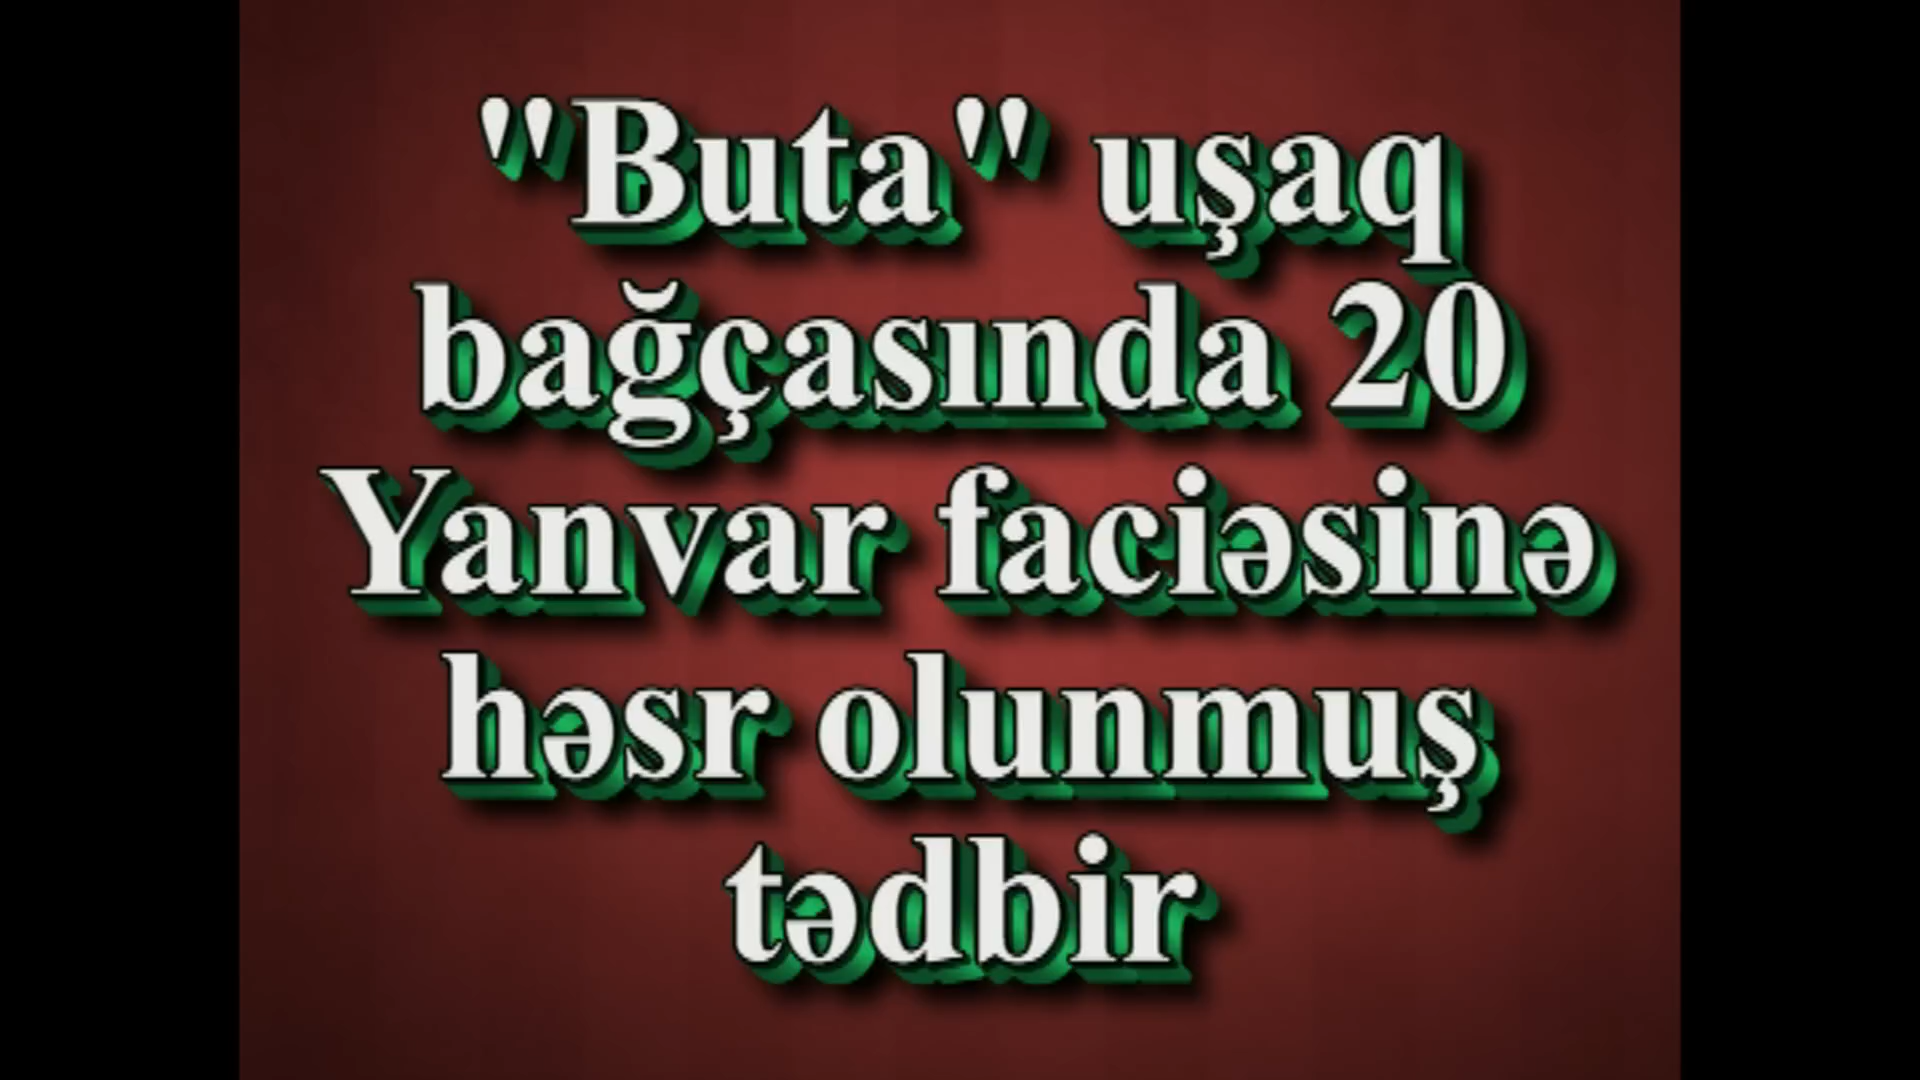 "Buta" uşaq
bağçasında 20
Yanvar faciəsinə
həsr olunmuş
tədbir